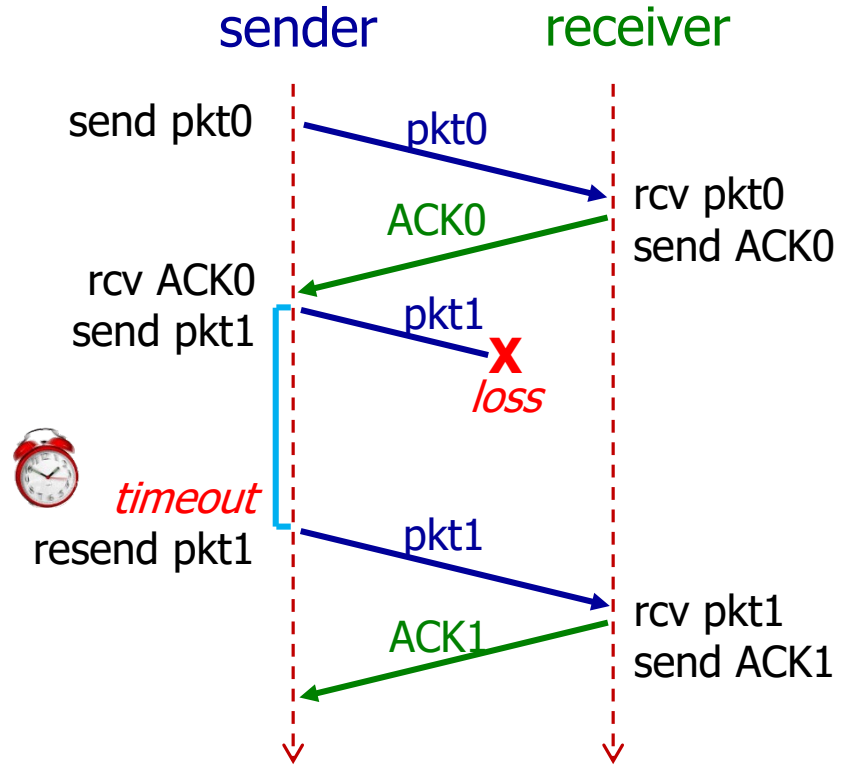 sender
receiver
send pkt0
pkt0
rcv pkt0
send ACK0
ACK0
rcv ACK0
send pkt1
pkt1
X
loss
timeout
resend pkt1
pkt1
rcv pkt1
send ACK1
ACK1